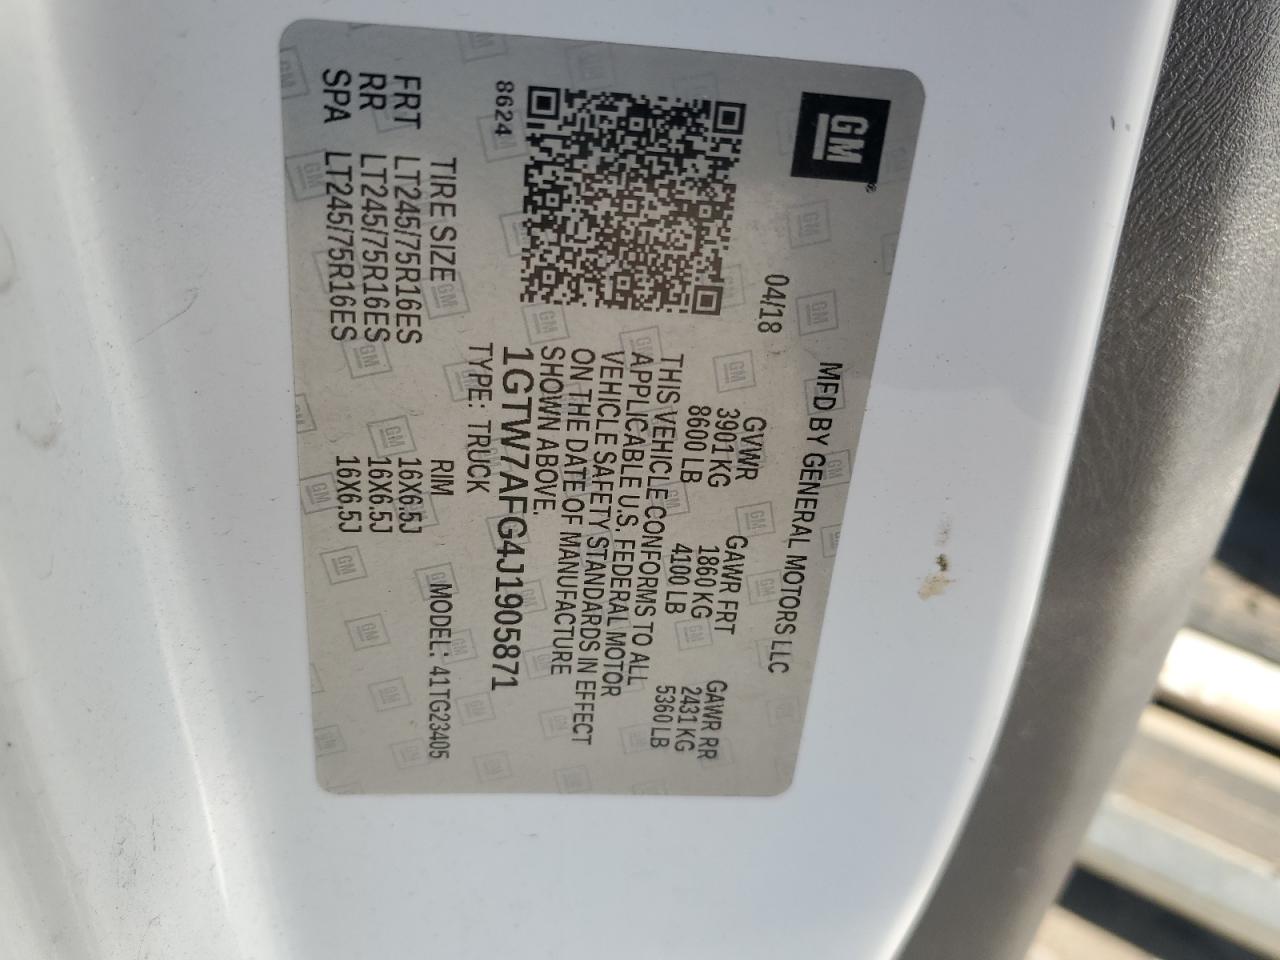 GM
MFD BY GENERAL MOTORS LLC
04/18
GVWR GAWR FRT GAWR RR
3901 KG 1860 KG 2431 KG
8600 LB 4100 LB 5360 LB
THIS VEHICLE CONFORMS TO ALL
APPLICABLE U.S. FEDERAL MOTOR
VEHICLE SAFETY STANDARDS IN EFFECT
ON THE DATE OF MANUFACTURE
SHOWN ABOVE.
8624
1GTW7AFG4J1905871
TYPE: TRUCK
TIRE SIZE RIM MODEL: 41TG23405
FRT LT245/75R16ES 16X6.5J
RR LT245/75R16ES 16X6.5J
SPA LT245/75R16ES 16X6.5J